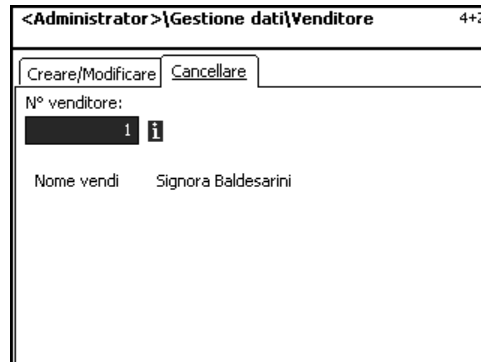 <Administrator>\Gestione dati\Venditore 4+2
Creare/Modificare Cancellare
N° venditore:
1 i
Nome vendi Signora Baldesarini